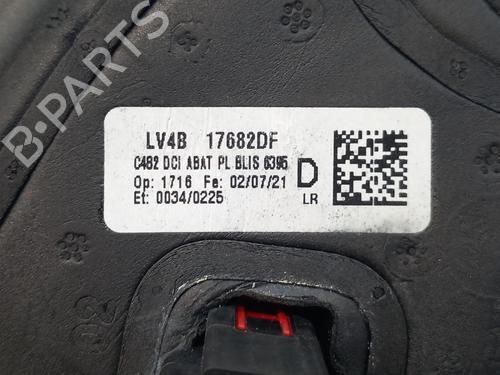 B-PARTS
LV4B 17682DF
C482 DCI ABAT PL BLIS 6395
Op: 1716 Fe: 02/07/21
Et: 0034/0225
D
LR